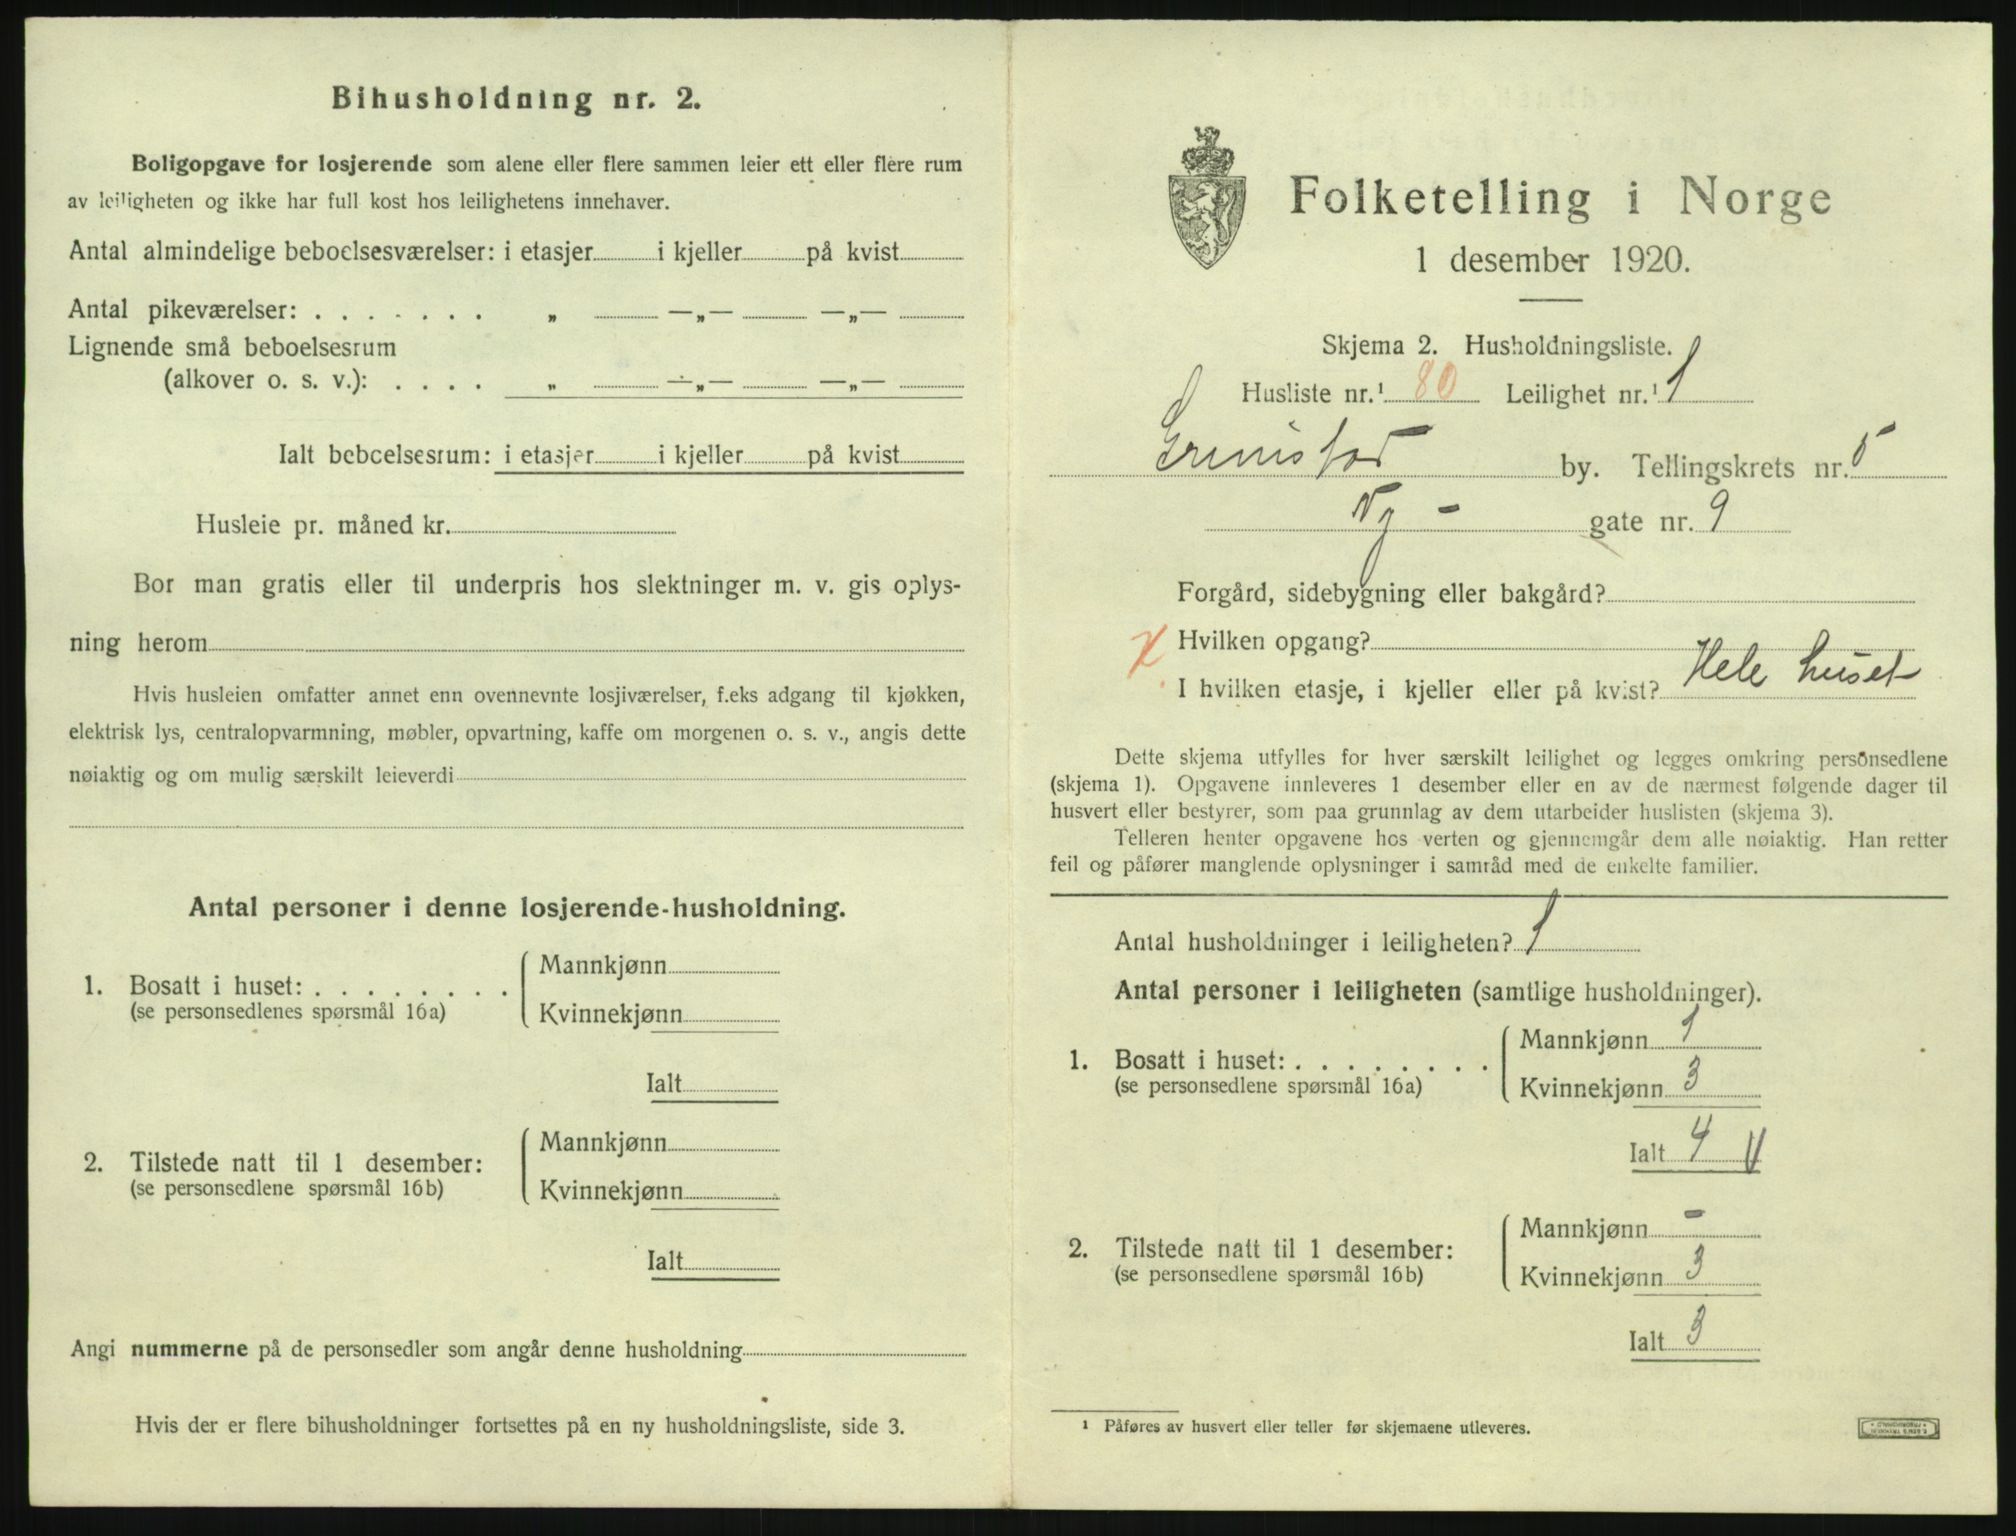 Bihusholdning nr. 2.
Boligopgave for losjerende som alene eller flere sammen leier ett eller flere rum
av leiligheten og ikke har full kost hos leilighetens innehaver.
Antal almindelige beboelsesværelser: i etasjer i kjeller på kvist
Antal pikeværelser: . . . . . . . „ —„— —„—
Lignende små beboelsesrum
(alkover o. s. v.): . . . . „ —„— —„—
Ialt beboelsesrum: i etasjer i kjeller på kvist
Husleie pr. måned kr.
Bor man gratis eller til underpris hos slektninger m. v. gis oplys-
ning herom
Hvis husleien omfatter annet enn ovennevnte losjiværelser, f.eks adgang til kjøkken,
elektrisk lys, centralopvarmning, møbler, opvartning, kaffe om morgenen o. s. v., angis dette
nøiaktig og om mulig særskilt leieverdi
Antal personer i denne losjerende-husholdning.
1. Bosatt i huset: . . . . . . . .
(se personsedlenes spørsmål 16a)
Mannkjønn
Kvinnekjønn
Ialt
2. Tilstede natt til 1 desember:
(se personsedlene spørsmål 16b)
Mannkjønn
Kvinnekjønn
Ialt
Angi nummerne på de personsedler som angår denne husholdning
Hvis der er flere bihusholdninger fortsettes på en ny husholdningsliste, side 3.
Folketelling i Norge
1 desember 1920.
Skjema 2. Husholdningsliste.
Husliste nr.¹ 80 Leilighet nr.¹ 1
Grimstad by. Tellingskrets nr. 5
Ny - gate nr. 9
Forgård, sidebygning eller bakgård?
Hvilken opgang?
I hvilken etasje, i kjeller eller på kvist? Hele huset
Dette skjema utfylles for hver særskilt leilighet og legges omkring personsedlene
(skjema 1). Opgavene innleveres 1 desember eller en av de nærmest følgende dager til
husvert eller bestyrer, som paa grunnlag av dem utarbeider huslisten (skjema 3).
Telleren henter opgavene hos verten og gjennemgår dem alle nøiaktig. Han retter
feil og påfører manglende oplysninger i samråd med de enkelte familier.
Antal husholdninger i leiligheten? 1
Antal personer i leiligheten (samtlige husholdninger).
1. Bosatt i huset: . . . . . . . .
(se personsedlene spørsmål 16a)
Mannkjønn 1
Kvinnekjønn 3
Ialt 4
2. Tilstede natt til 1 desember:
(se personsedlene spørsmål 16b)
Mannkjønn -
Kvinnekjønn 3
Ialt 3
¹ Påføres av husvert eller teller før skjemaene utleveres.